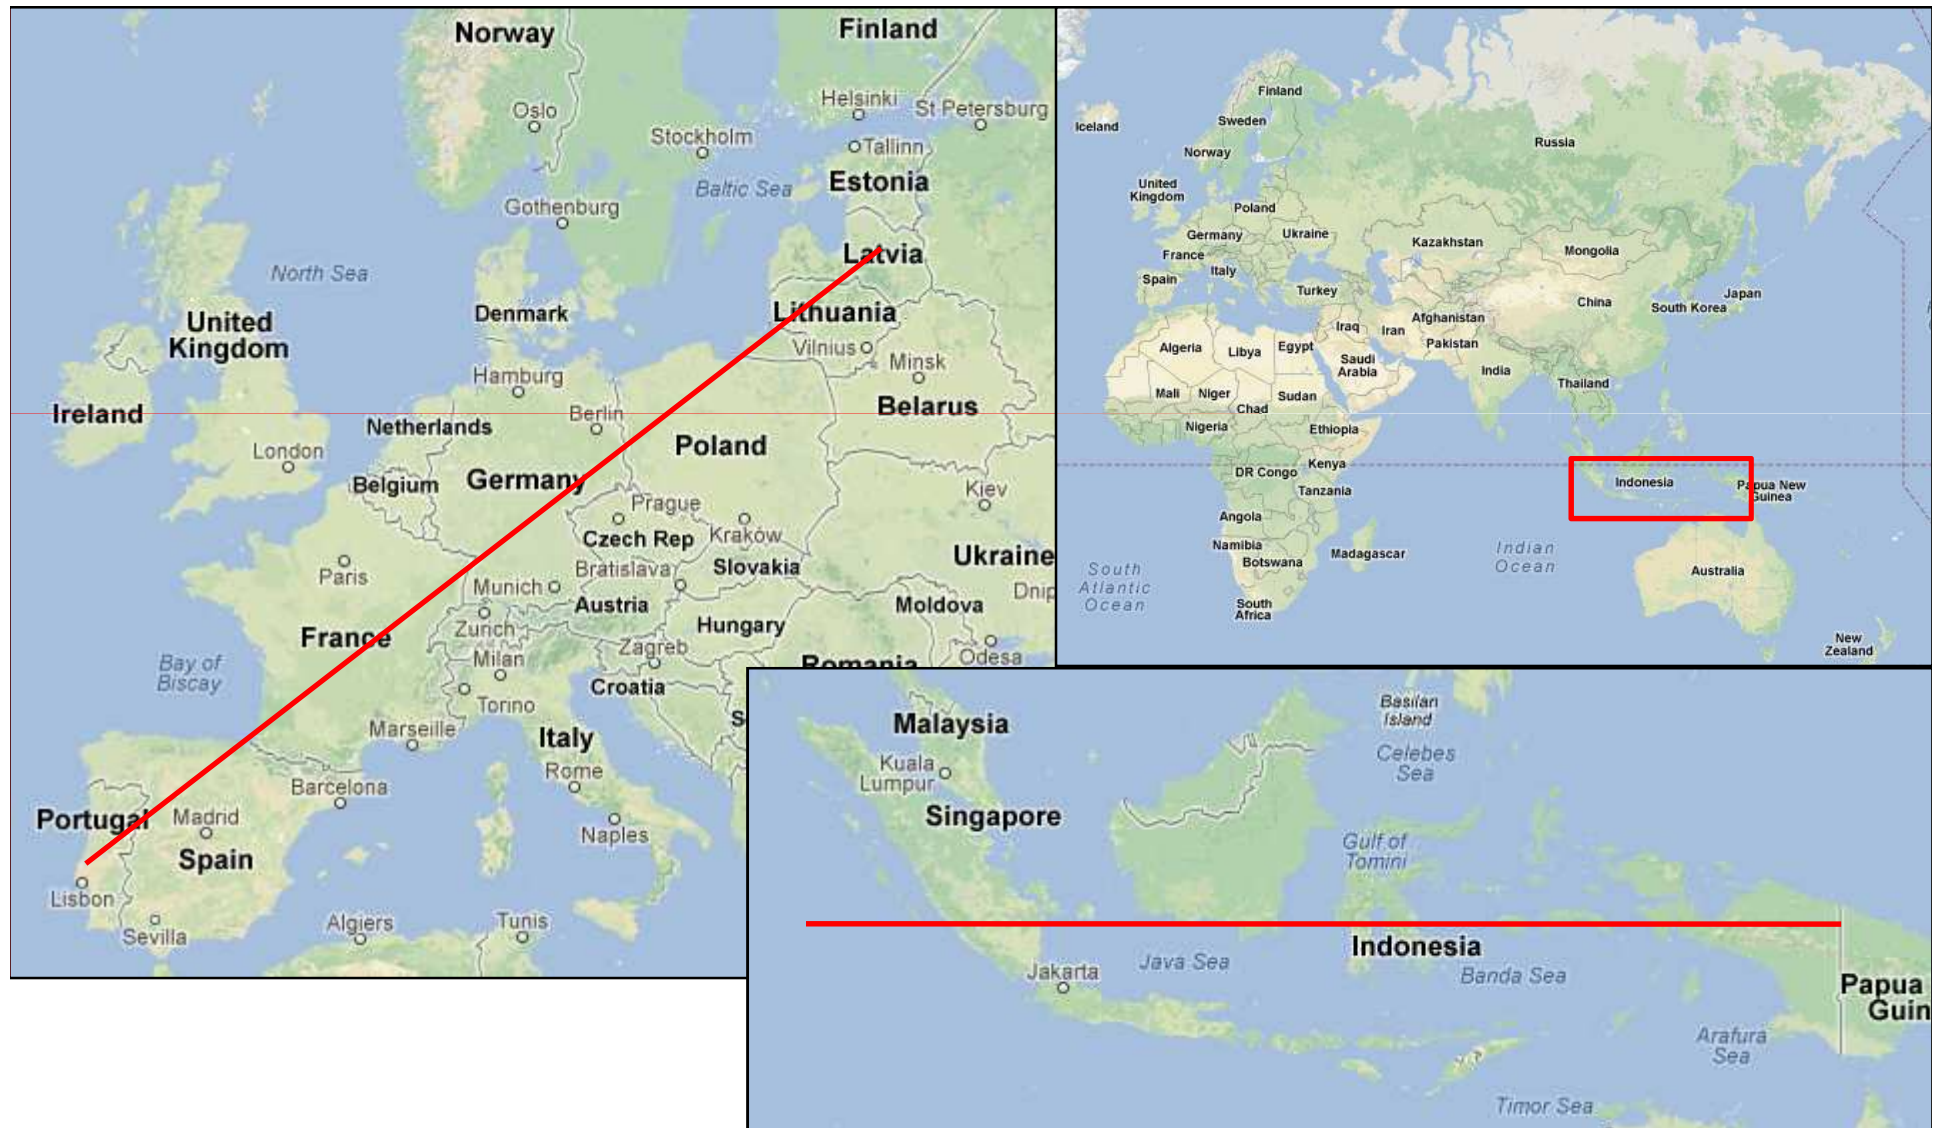 Norway
Finland
Oslo
Helsinki
St Petersburg
Stockholm
Tallinn
Baltic Sea
Estonia
Gothenburg
Latvia
North Sea
Denmark
Lithuania
United
Kingdom
Vilnius
Minsk
Hamburg
Ireland
Berlin
Belarus
Netherlands
London
Poland
Belgium
Germany
Kiev
Prague
Czech Rep
Kraków
Ukraine
Paris
Bratislava
Slovakia
Munich
Austria
Moldova
Dnip
France
Zurich
Hungary
Zagreb
Milan
Odesa
Bay of
Biscay
Romania
Croatia
Torino
Marseille
Italy
S
Rome
Barcelona
Portugal
Madrid
Naples
Spain
Lisbon
Sevilla
Algiers
Tunis
Finland
Iceland
Sweden
Russia
Norway
United
Kingdom
Poland
Germany
Ukraine
Kazakhstan
Mongolia
France
Italy
Spain
Turkey
China
Japan
South Korea
Afghanistan
Iraq
Iran
Pakistan
Algeria
Libya
Egypt
Saudi
Arabia
India
Thailand
Mali
Niger
Sudan
Chad
Nigeria
Ethiopia
Kenya
DR Congo
Tanzania
Indonesia
Papua New
Guinea
Angola
Namibia
Botswana
Madagascar
Indian
Ocean
South
Atlantic
Ocean
Australia
South
Africa
New
Zealand
Malaysia
Basilan
Island
Kuala
Lumpur
Celebes
Sea
Singapore
Gulf of
Tomini
Indonesia
Java Sea
Jakarta
Banda Sea
Papua
Guin
Arafura
Sea
Timor Sea